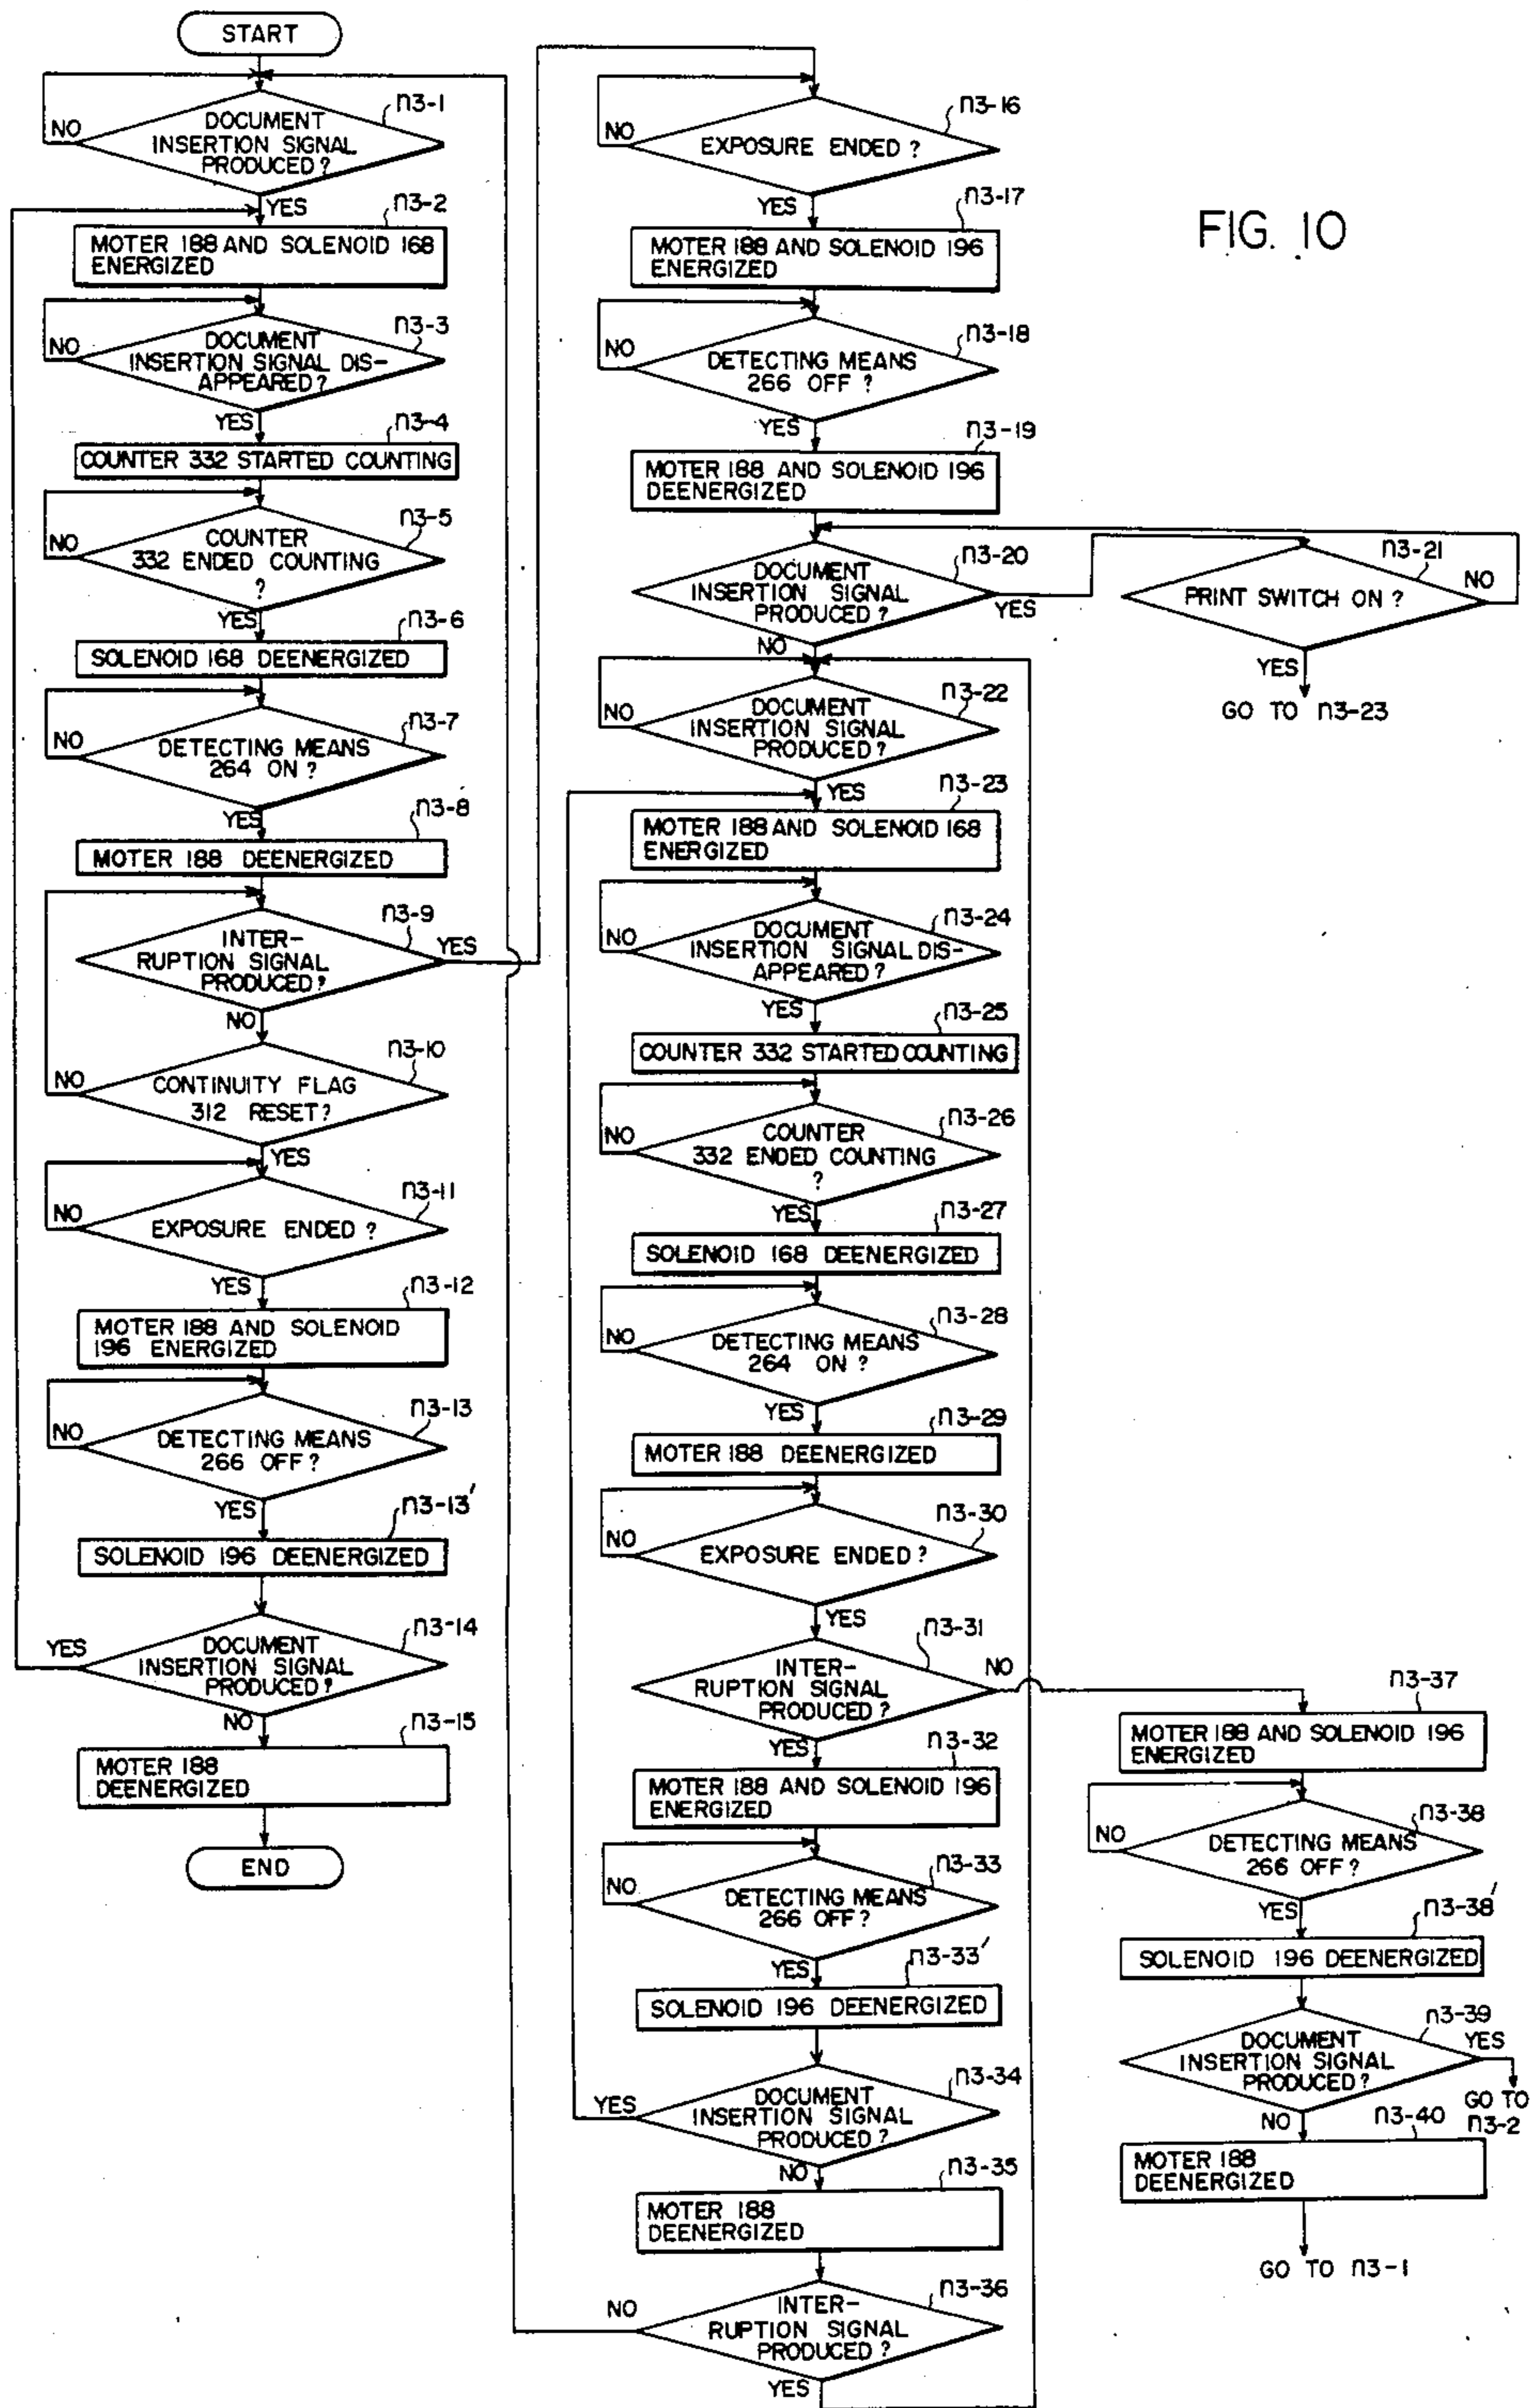 START
n3-1
NO
DOCUMENT
INSERTION SIGNAL
PRODUCED?
YES
n3-2
MOTER 188 AND SOLENOID 168
ENERGIZED
n3-3
NO
DOCUMENT
INSERTION SIGNAL DIS-
APPEARED?
YES
n3-4
COUNTER 332 STARTED COUNTING
n3-5
NO
COUNTER
332 ENDED COUNTING
?
YES
n3-6
SOLENOID 168 DEENERGIZED
n3-7
NO
DETECTING MEANS
264 ON ?
YES
n3-8
MOTER 188 DEENERGIZED
n3-9
INTER-
RUPTION SIGNAL
PRODUCED?
YES
NO
n3-10
NO
CONTINUITY FLAG
312 RESET?
YES
n3-11
NO
EXPOSURE ENDED ?
YES
n3-12
MOTER 188 AND SOLENOID
196 ENERGIZED
n3-13
NO
DETECTING MEANS
266 OFF ?
YES
n3-13'
SOLENOID 196 DEENERGIZED
n3-14
YES
DOCUMENT
INSERTION SIGNAL
PRODUCED?
NO
n3-15
MOTER 188
DEENERGIZED
END
n3-16
NO
EXPOSURE ENDED ?
YES
n3-17
MOTER 188 AND SOLENOID 196
ENERGIZED
n3-18
NO
DETECTING MEANS
266 OFF ?
YES
n3-19
MOTER 188 AND SOLENOID 196
DEENERGIZED
n3-20
DOCUMENT
INSERTION SIGNAL
PRODUCED ?
YES
NO
n3-22
NO
DOCUMENT
INSERTION SIGNAL
PRODUCED ?
YES
n3-23
MOTER 188 AND SOLENOID 168
ENERGIZED
n3-24
NO
DOCUMENT
INSERTION SIGNAL DIS-
APPEARED?
YES
n3-25
COUNTER 332 STARTED COUNTING
n3-26
NO
COUNTER
332 ENDED COUNTING
?
YES
n3-27
SOLENOID 168 DEENERGIZED
n3-28
NO
DETECTING MEANS
264 ON ?
YES
n3-29
MOTER 188 DEENERGIZED
n3-30
NO
EXPOSURE ENDED ?
YES
n3-31
INTER-
RUPTION SIGNAL
PRODUCED ?
NO
YES
n3-32
MOTER 188 AND SOLENOID 196
ENERGIZED
n3-33
NO
DETECTING MEANS
266 OFF ?
YES
n3-33'
SOLENOID 196 DEENERGIZED
n3-34
YES
DOCUMENT
INSERTION SIGNAL
PRODUCED ?
NO
n3-35
MOTER 188
DEENERGIZED
n3-36
NO
INTER-
RUPTION SIGNAL
PRODUCED ?
YES
FIG. 10
n3-21
PRINT SWITCH ON ?
NO
YES
GO TO n3-23
n3-37
MOTER 188 AND SOLENOID 196
ENERGIZED
n3-38
NO
DETECTING MEANS
266 OFF ?
YES
n3-38'
SOLENOID 196 DEENERGIZED
n3-39
DOCUMENT
INSERTION SIGNAL
PRODUCED ?
YES
GO TO
n3-2
NO
n3-40
MOTER 188
DEENERGIZED
GO TO n3-1